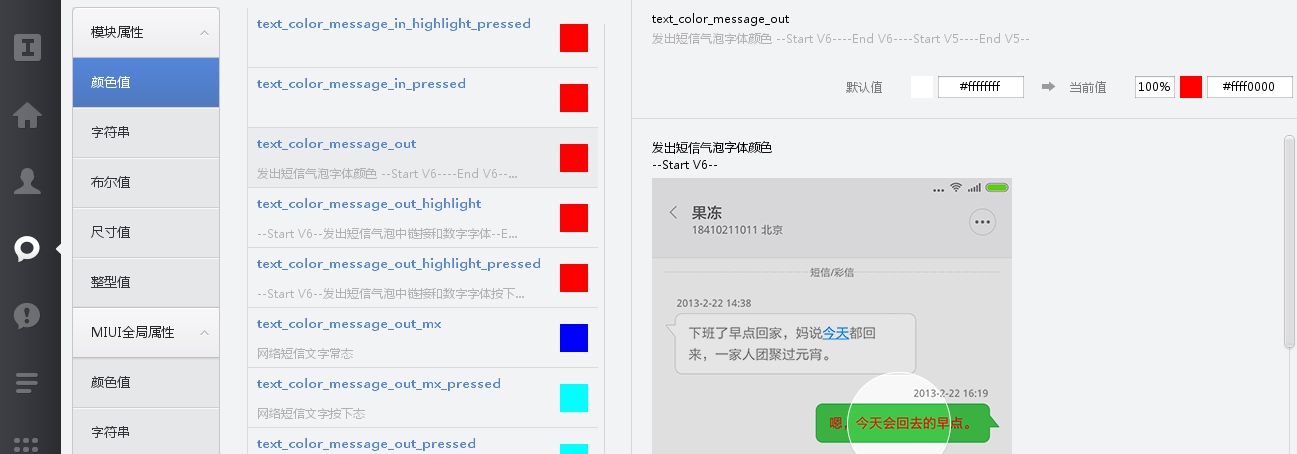 模块属性
颜色值
字符串
布尔值
尺寸值
整型值
MIUI全局属性
颜色值
字符串
text_color_message_in_highlight_pressed
text_color_message_in_pressed
text_color_message_out
发出短信气泡字体颜色 --Start V6----End V6--...
text_color_message_out_highlight
--Start V6--发出短信气泡中链接和数字字体--E...
text_color_message_out_highlight_pressed
--Start V6--发出短信气泡中链接和数字字体按下...
text_color_message_out_mx
网络短信文字常态
text_color_message_out_mx_pressed
网络短信文字按下态
text_color_message_out_pressed
text_color_message_out
发出短信气泡字体颜色 --Start V6----End V6----Start V5----End V5--
默认值 #ffffffff 当前值 100% #ffff0000
发出短信气泡字体颜色
--Start V6--
果冻
18410211011 北京
短信/彩信
2013-2-22 14:38
下班了早点回家，妈说今天都回
来，一家人团聚过元宵。
2013-2-22 16:19
嗯，今天会回去的早点。